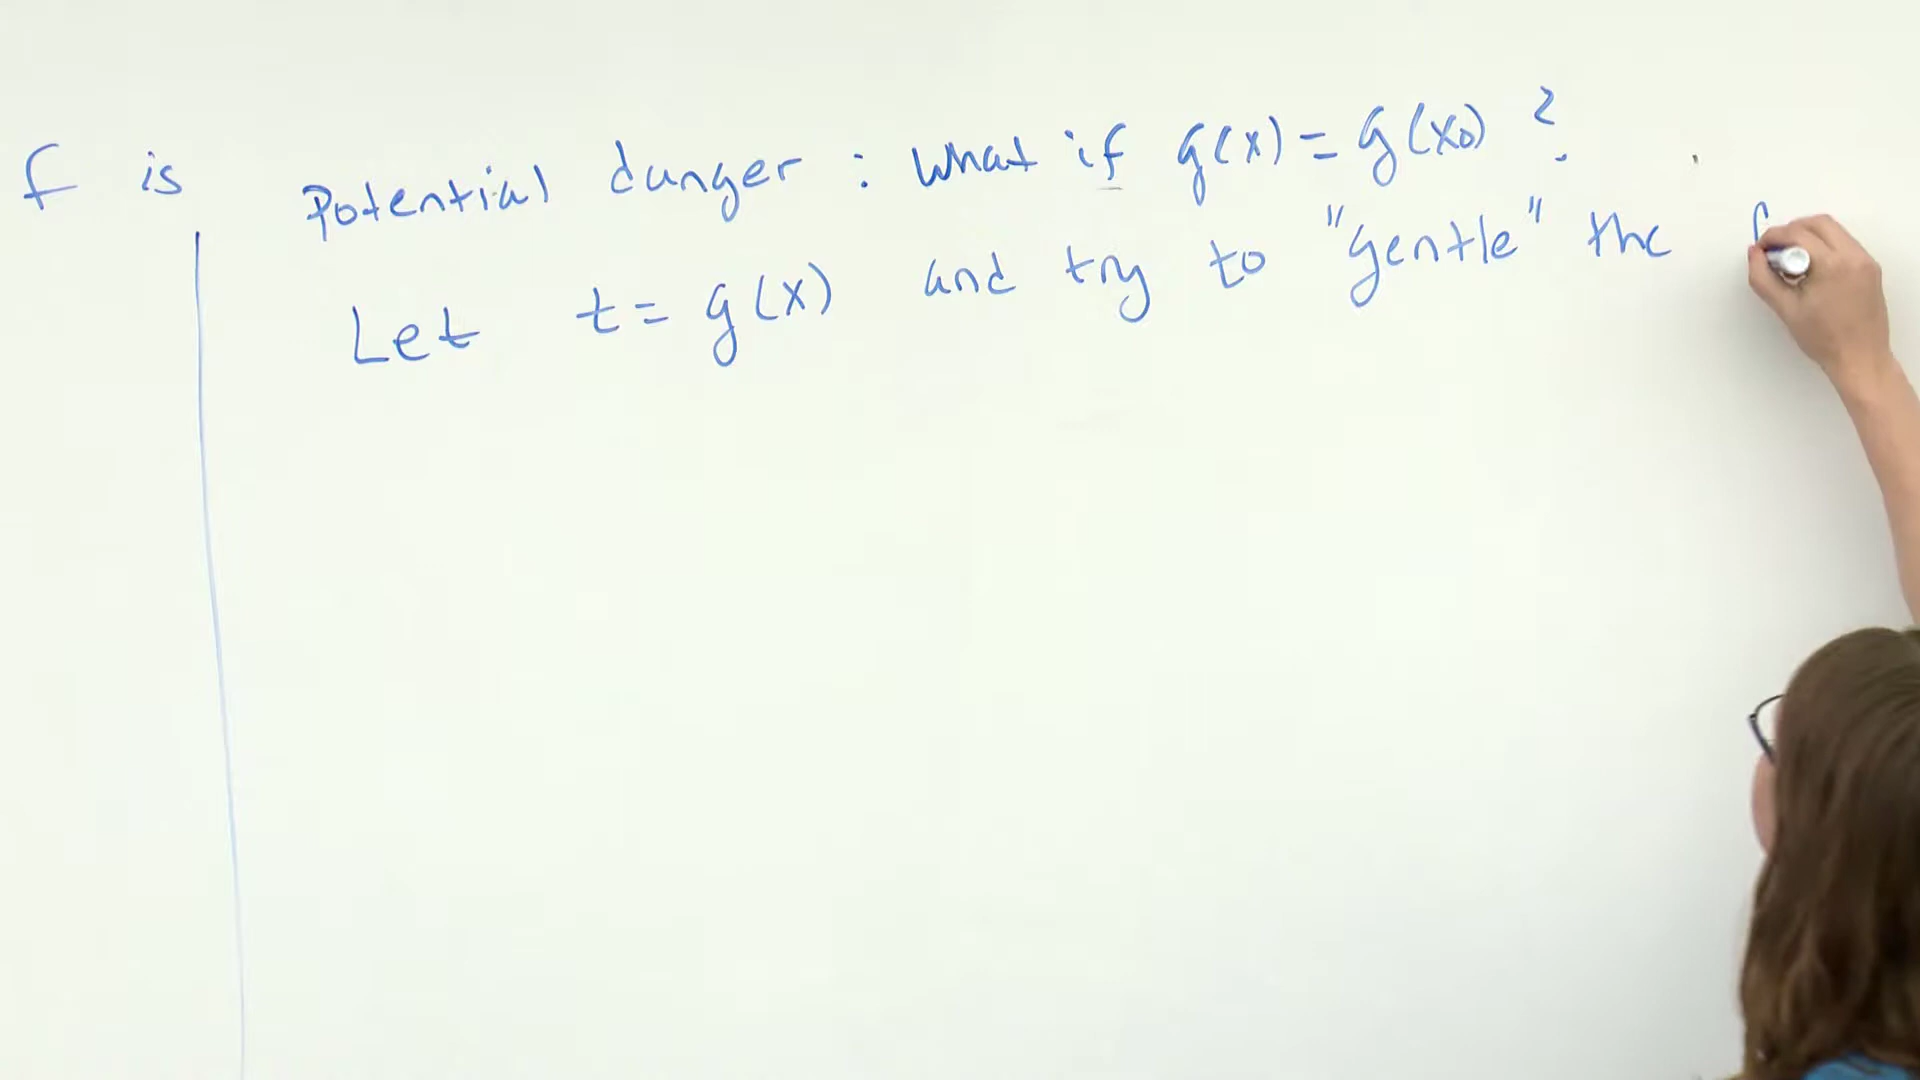 f is
Potential danger : What if g(x) = g(x₀) ?
Let t = g(x) and try to "gentle" the